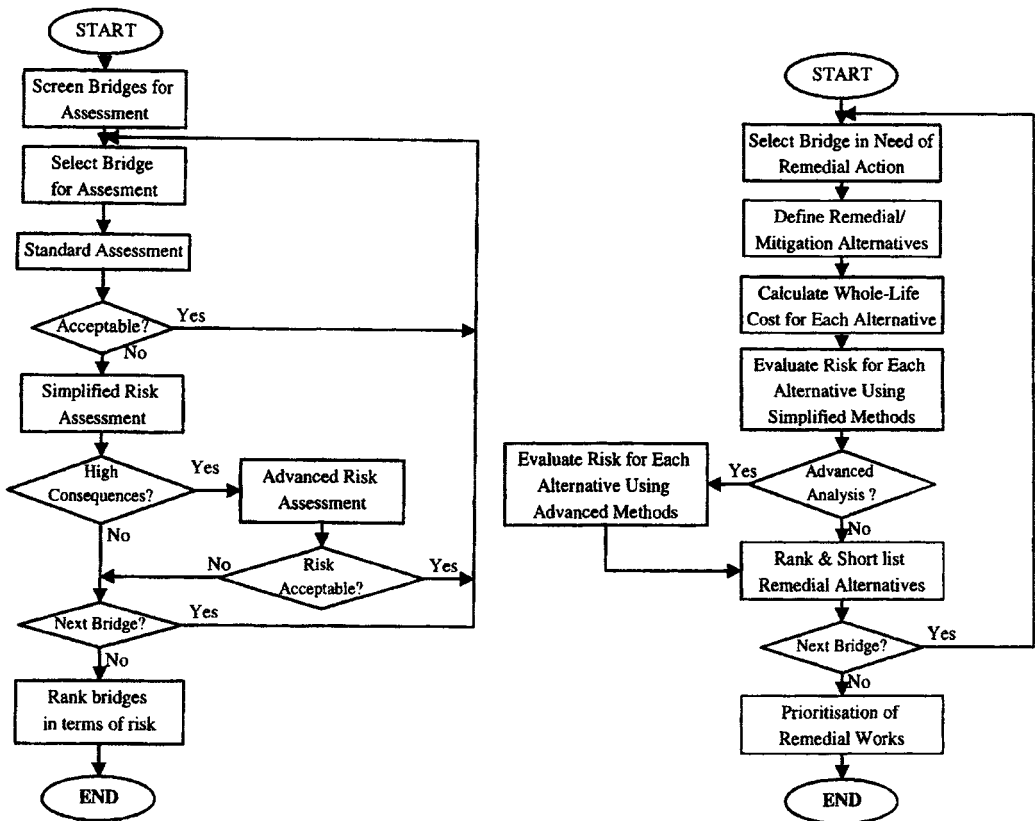 START
Screen Bridges for
Assessment
Select Bridge
for Assesment
Standard Assessment
Acceptable?
Yes
No
Simplified Risk
Assessment
High
Consequences?
Yes
Advanced Risk
Assessment
No
No
Risk
Acceptable?
Yes
Next Bridge?
Yes
No
Rank bridges
in terms of risk
END
START
Select Bridge in Need of
Remedial Action
Define Remedial/
Mitigation Alternatives
Calculate Whole-Life
Cost for Each Alternative
Evaluate Risk for Each
Alternative Using
Simplified Methods
Advanced
Analysis ?
Yes
Evaluate Risk for Each
Alternative Using
Advanced Methods
No
Rank & Short list
Remedial Alternatives
Next Bridge?
Yes
No
Prioritisation of
Remedial Works
END